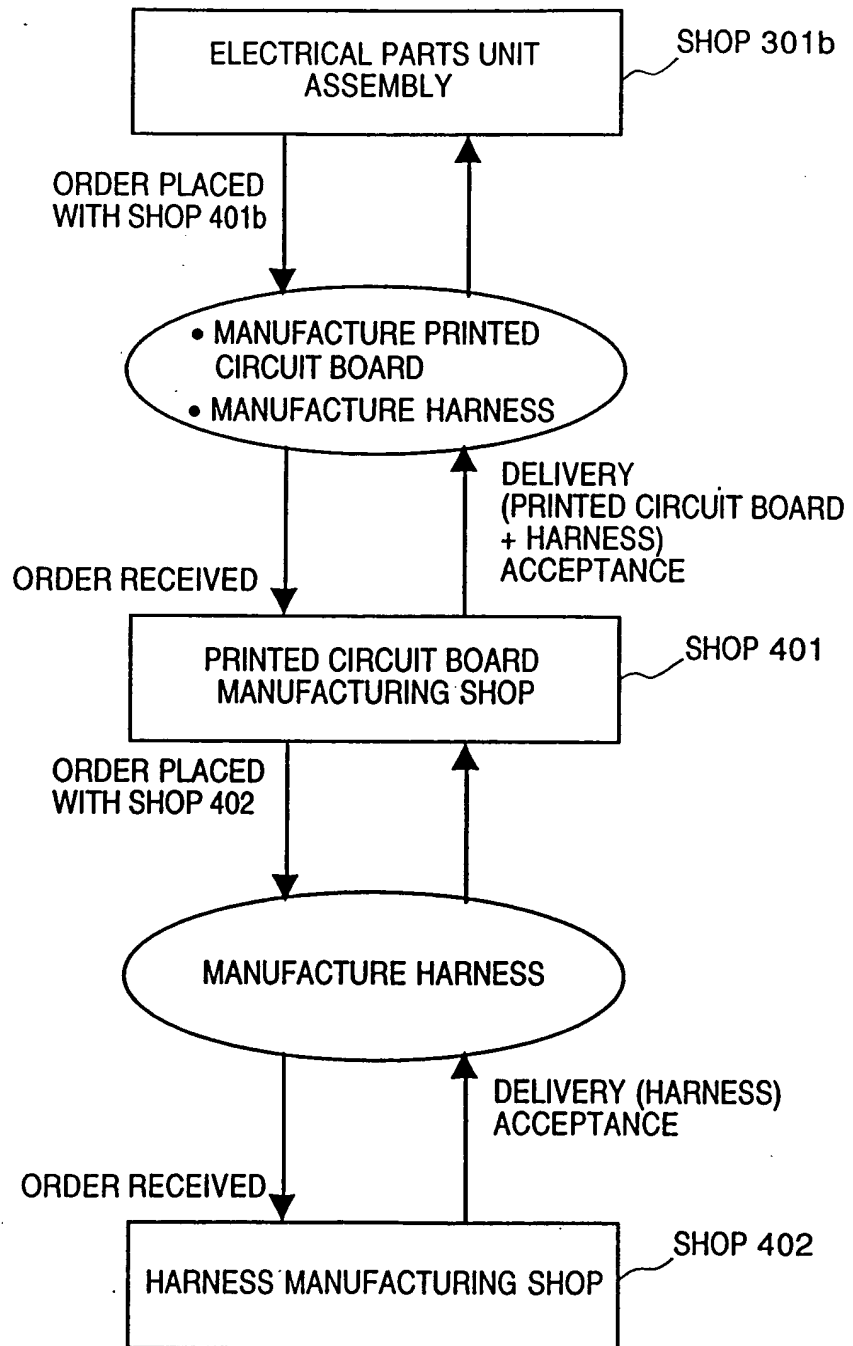 ELECTRICAL PARTS UNIT
ASSEMBLY
SHOP 301b
ORDER PLACED
WITH SHOP 401b
• MANUFACTURE PRINTED
CIRCUIT BOARD
• MANUFACTURE HARNESS
DELIVERY
(PRINTED CIRCUIT BOARD
+ HARNESS)
ACCEPTANCE
ORDER RECEIVED
PRINTED CIRCUIT BOARD
MANUFACTURING SHOP
SHOP 401
ORDER PLACED
WITH SHOP 402
MANUFACTURE HARNESS
DELIVERY (HARNESS)
ACCEPTANCE
ORDER RECEIVED
HARNESS MANUFACTURING SHOP
SHOP 402